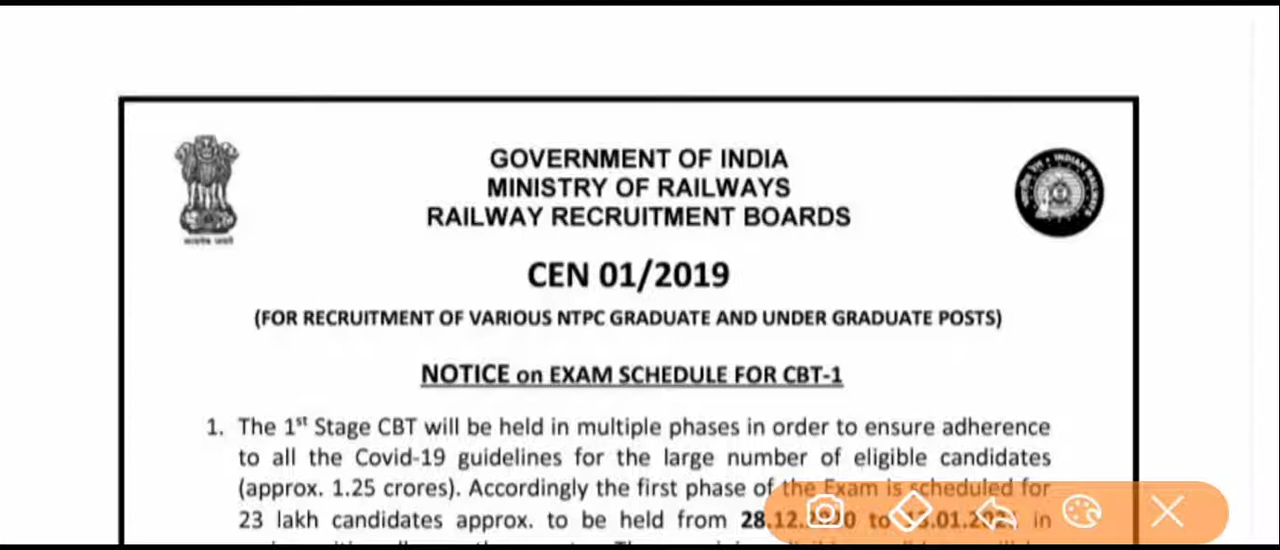 GOVERNMENT OF INDIA
MINISTRY OF RAILWAYS
RAILWAY RECRUITMENT BOARDS
CEN 01/2019
(FOR RECRUITMENT OF VARIOUS NTPC GRADUATE AND UNDER GRADUATE POSTS)
NOTICE on EXAM SCHEDULE FOR CBT-1
1. The 1st Stage CBT will be held in multiple phases in order to ensure adherence
to all the Covid-19 guidelines for the large number of eligible candidates
(approx. 1.25 crores). Accordingly the first phase of the Exam is scheduled for
23 lakh candidates approx. to be held from 28.12. to in